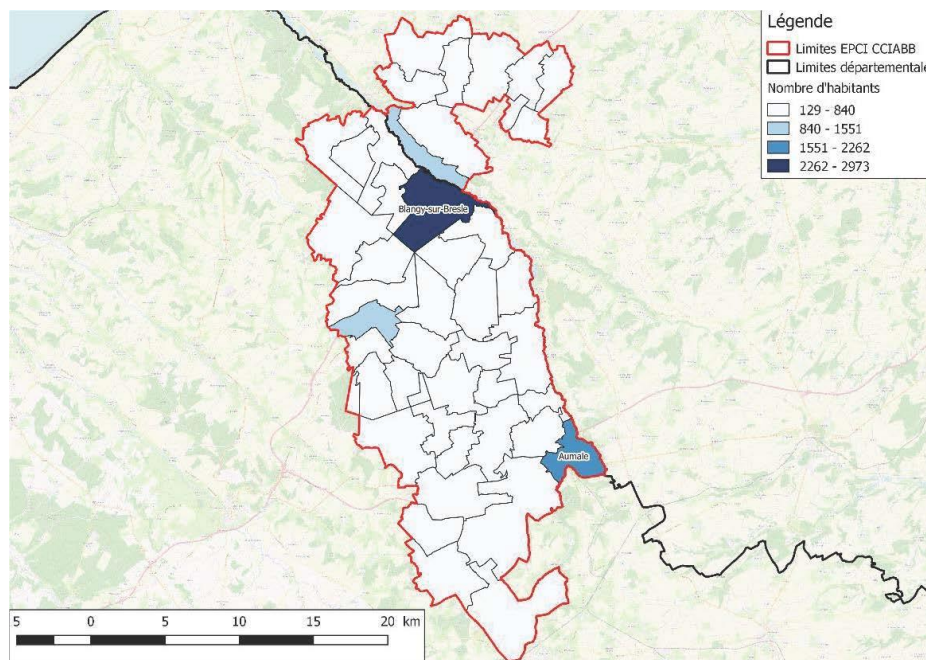 Légende
Limites EPCI CCIABB
Limites départementale
Nombre d'habitants
129 - 840
840 - 1551
1551 - 2262
2262 - 2973
Blangy-sur-Bresle
Aumale
5 0 5 10 15 20 km